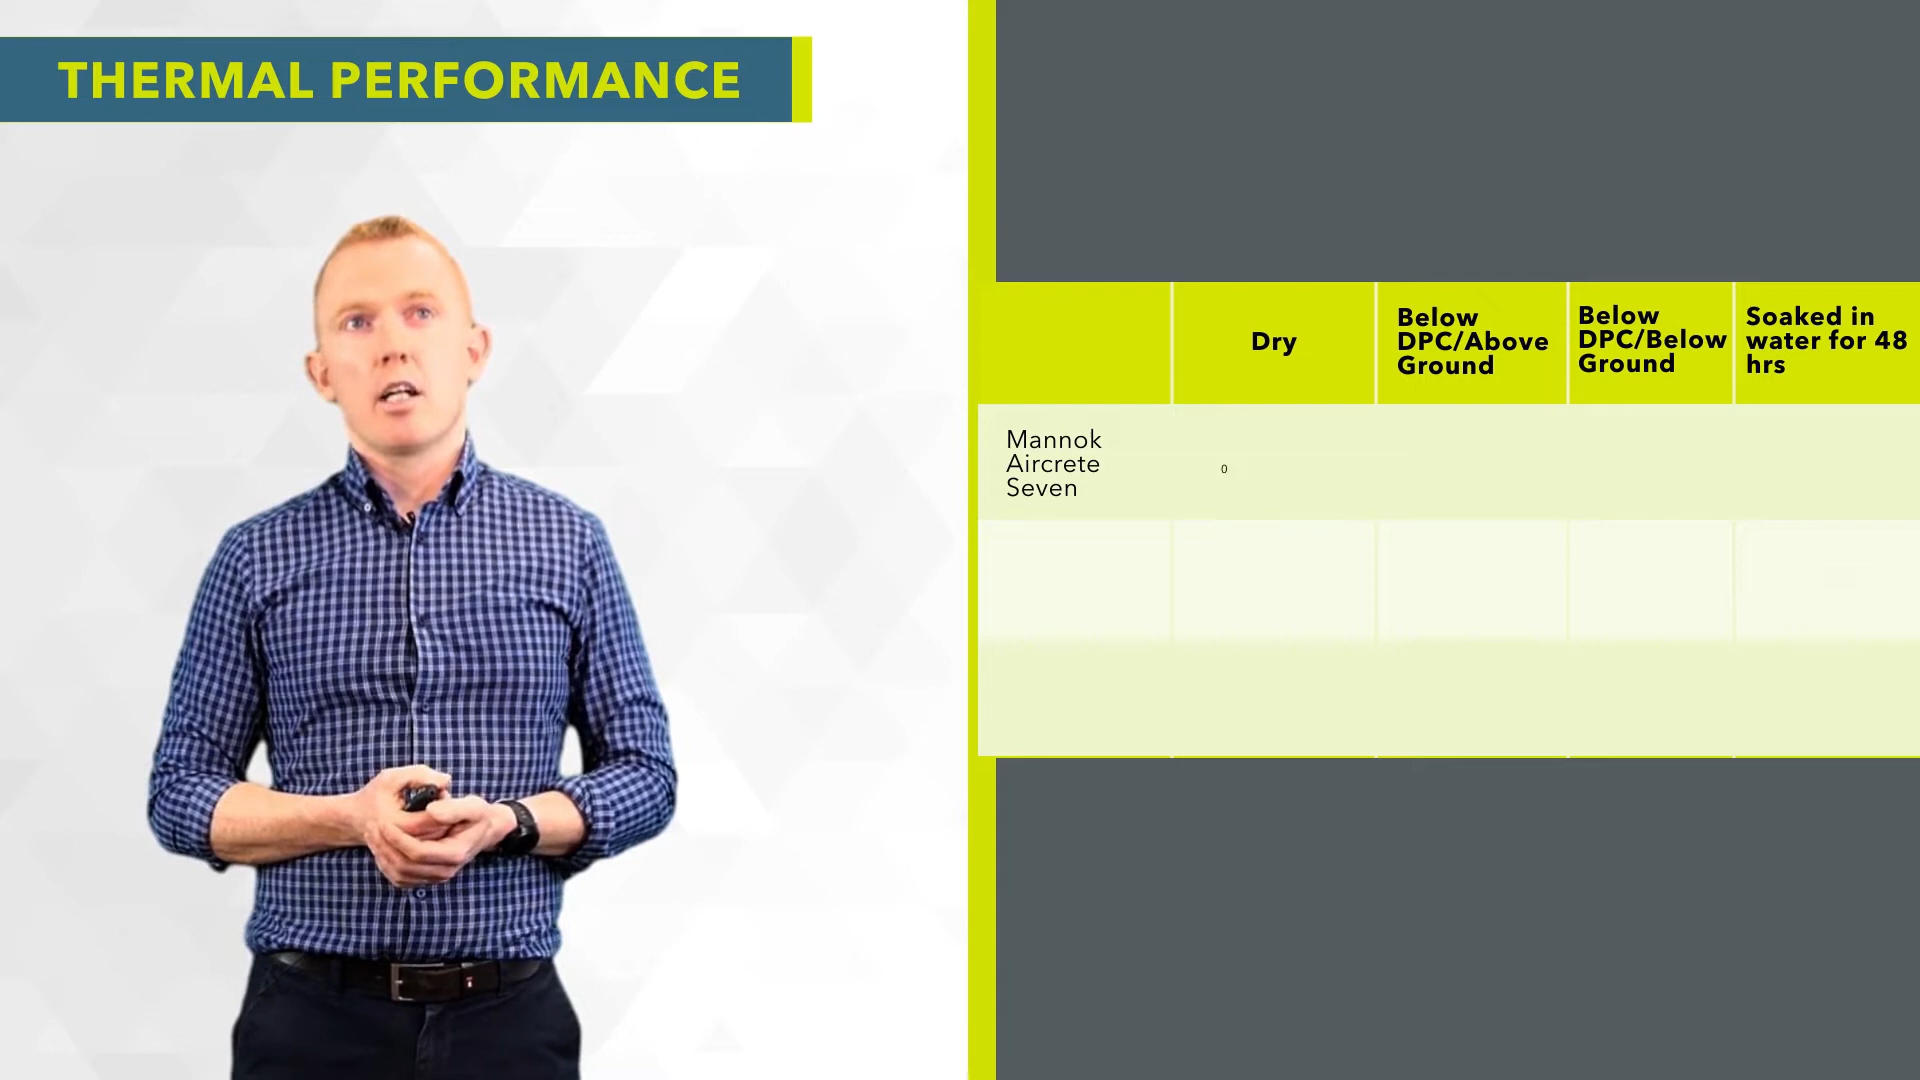 THERMAL PERFORMANCE
Dry
Below
DPC/Above
Ground
Below
DPC/Below
Ground
Soaked in
water for 48
hrs
Mannok
Aircrete
Seven
0